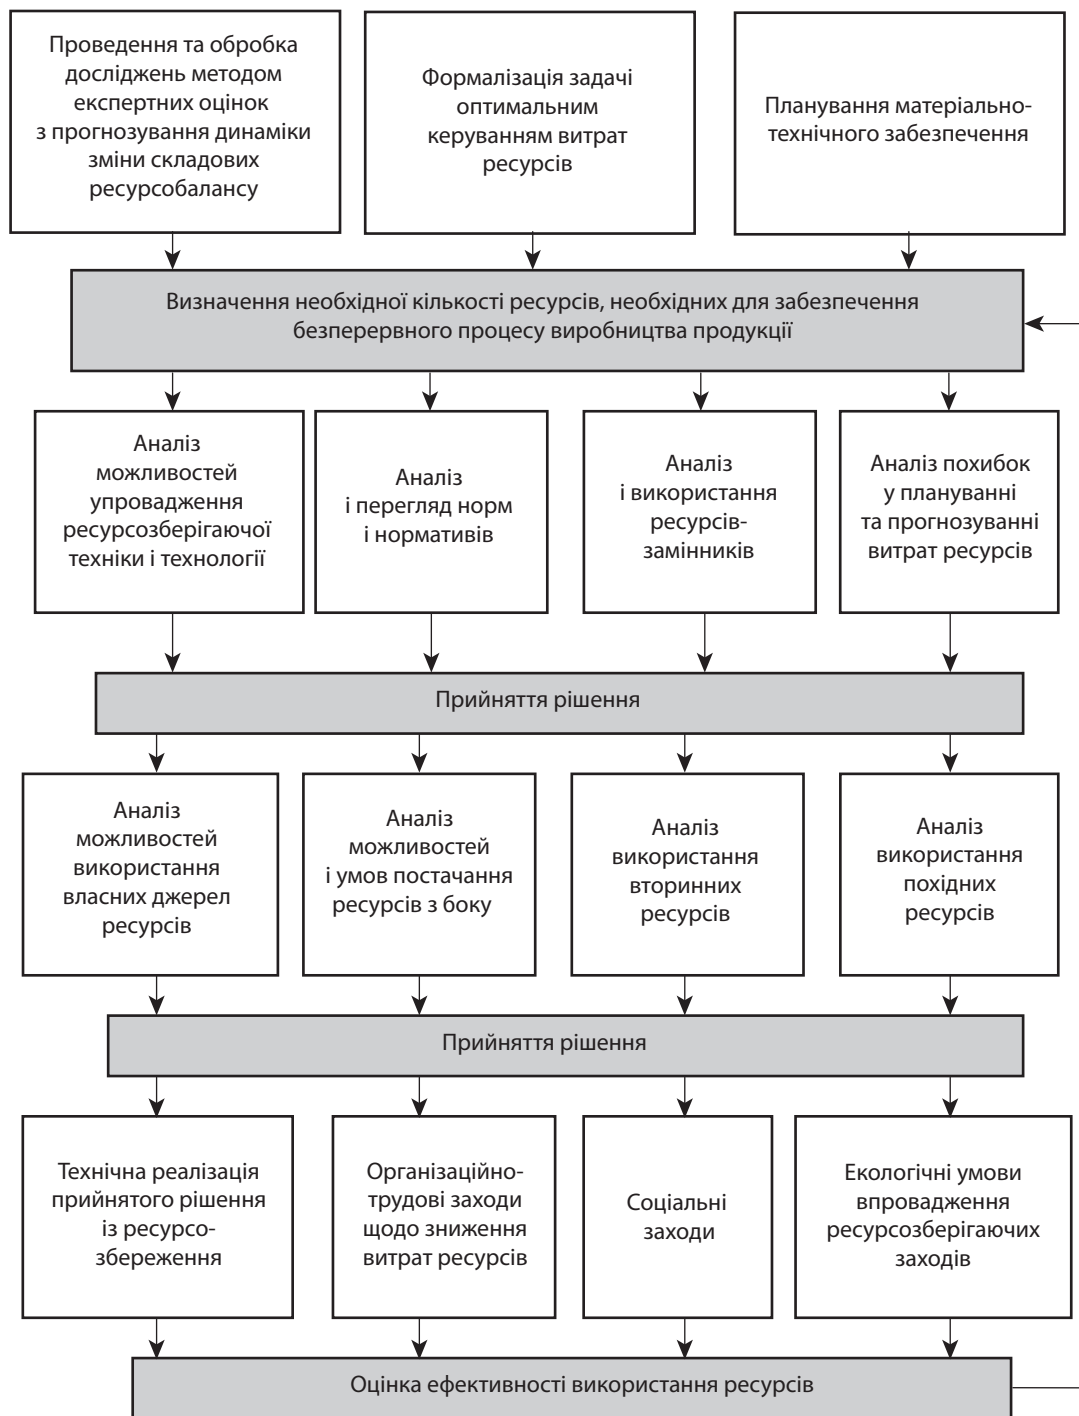 Проведення та обробка
досліджень методом
експертних оцінок
з прогнозування динаміки
зміни складових
ресурсобалансу
Формалізація задачі
оптимальним
керуванням витрат
ресурсів
Планування матеріально-
технічного забезпечення
Визначення необхідної кількості ресурсів, необхідних для забезпечення
безперервного процесу виробництва продукції
Аналіз
можливостей
упровадження
ресурсозберігаючої
техніки і технології
Аналіз
і перегляд норм
і нормативів
Аналіз
і використання
ресурсів-
замінників
Аналіз похибок
у плануванні
та прогнозуванні
витрат ресурсів
Прийняття рішення
Аналіз
можливостей
використання
власних джерел
ресурсів
Аналіз
можливостей
і умов постачання
ресурсів з боку
Аналіз
використання
вторинних
ресурсів
Аналіз
використання
похідних
ресурсів
Прийняття рішення
Технічна реалізація
прийнятого рішення
із ресурсо-
збереження
Організаційно-
трудові заходи
щодо зниження
витрат ресурсів
Соціальні
заходи
Екологічні умови
впровадження
ресурсозберігаючих
заходів
Оцінка ефективності використання ресурсів